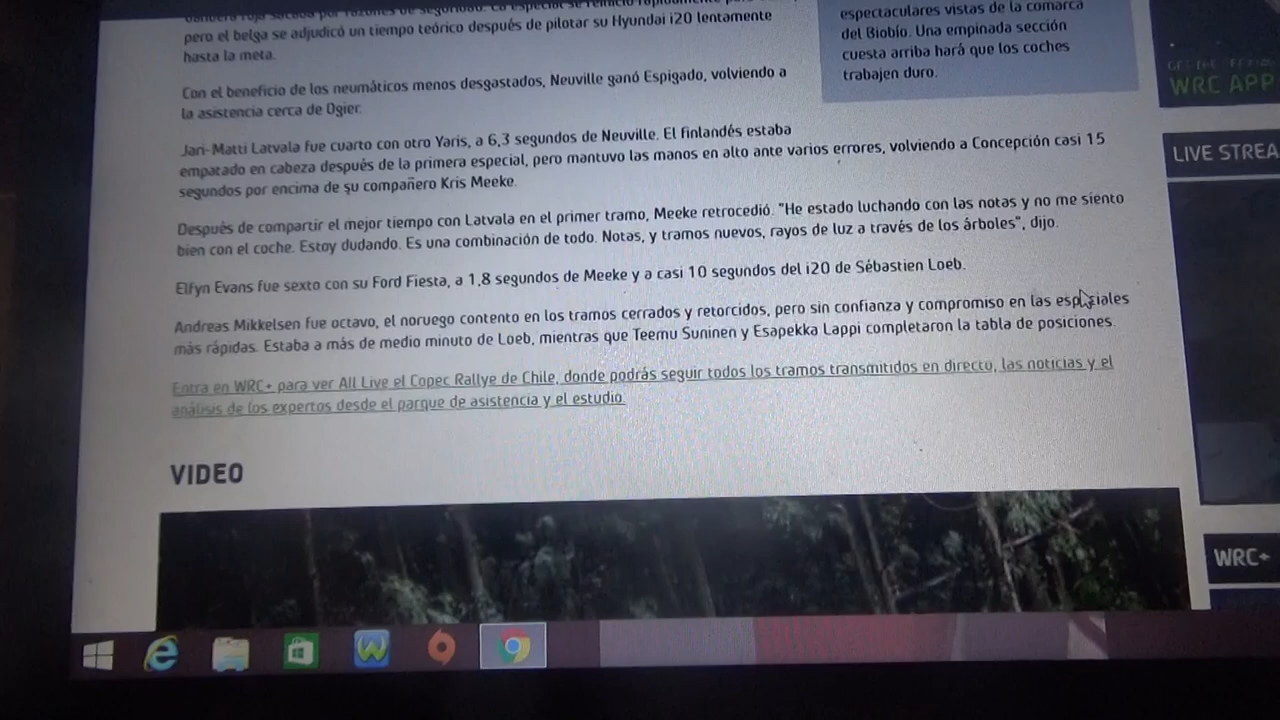 bandera roja sacada por razones de seguridad. La especial se reinició rápidamente
pero el belga se adjudicó un tiempo teórico después de pilotar su Hyundai i20 lentamente
hasta la meta.
Con el beneficio de los neumáticos menos desgastados, Neuville ganó Espigado, volviendo a
la asistencia cerca de Ogier.
Jari-Matti Latvala fue cuarto con otro Yaris, a 6,3 segundos de Neuville. El finlandés estaba
empatado en cabeza después de la primera especial, pero mantuvo las manos en alto ante varios errores, volviendo a Concepción casi 15
segundos por encima de su compañero Kris Meeke.
Después de compartir el mejor tiempo con Latvala en el primer tramo, Meeke retrocedió. "He estado luchando con las notas y no me siento
bien con el coche. Estoy dudando. Es una combinación de todo. Notas, y tramos nuevos, rayos de luz a través de los árboles", dijo.
Elfyn Evans fue sexto con su Ford Fiesta, a 1,8 segundos de Meeke y a casi 10 segundos del i20 de Sébastien Loeb.
Andreas Mikkelsen fue octavo, el noruego contento en los tramos cerrados y retorcidos, pero sin confianza y compromiso en las especiales
más rápidas. Estaba a más de medio minuto de Loeb, mientras que Teemu Suninen y Esapekka Lappi completaron la tabla de posiciones.
Entra en WRC+ para ver All Live el Copec Rallye de Chile, donde podrás seguir todos los tramos transmitidos en directo, las noticias y el
análisis de los expertos desde el parque de asistencia y el estudio.
VIDEO
espectaculares vistas de la comarca
del Biobío. Una empinada sección
cuesta arriba hará que los coches
trabajen duro.
WRC APP
LIVE STREA
WRC+